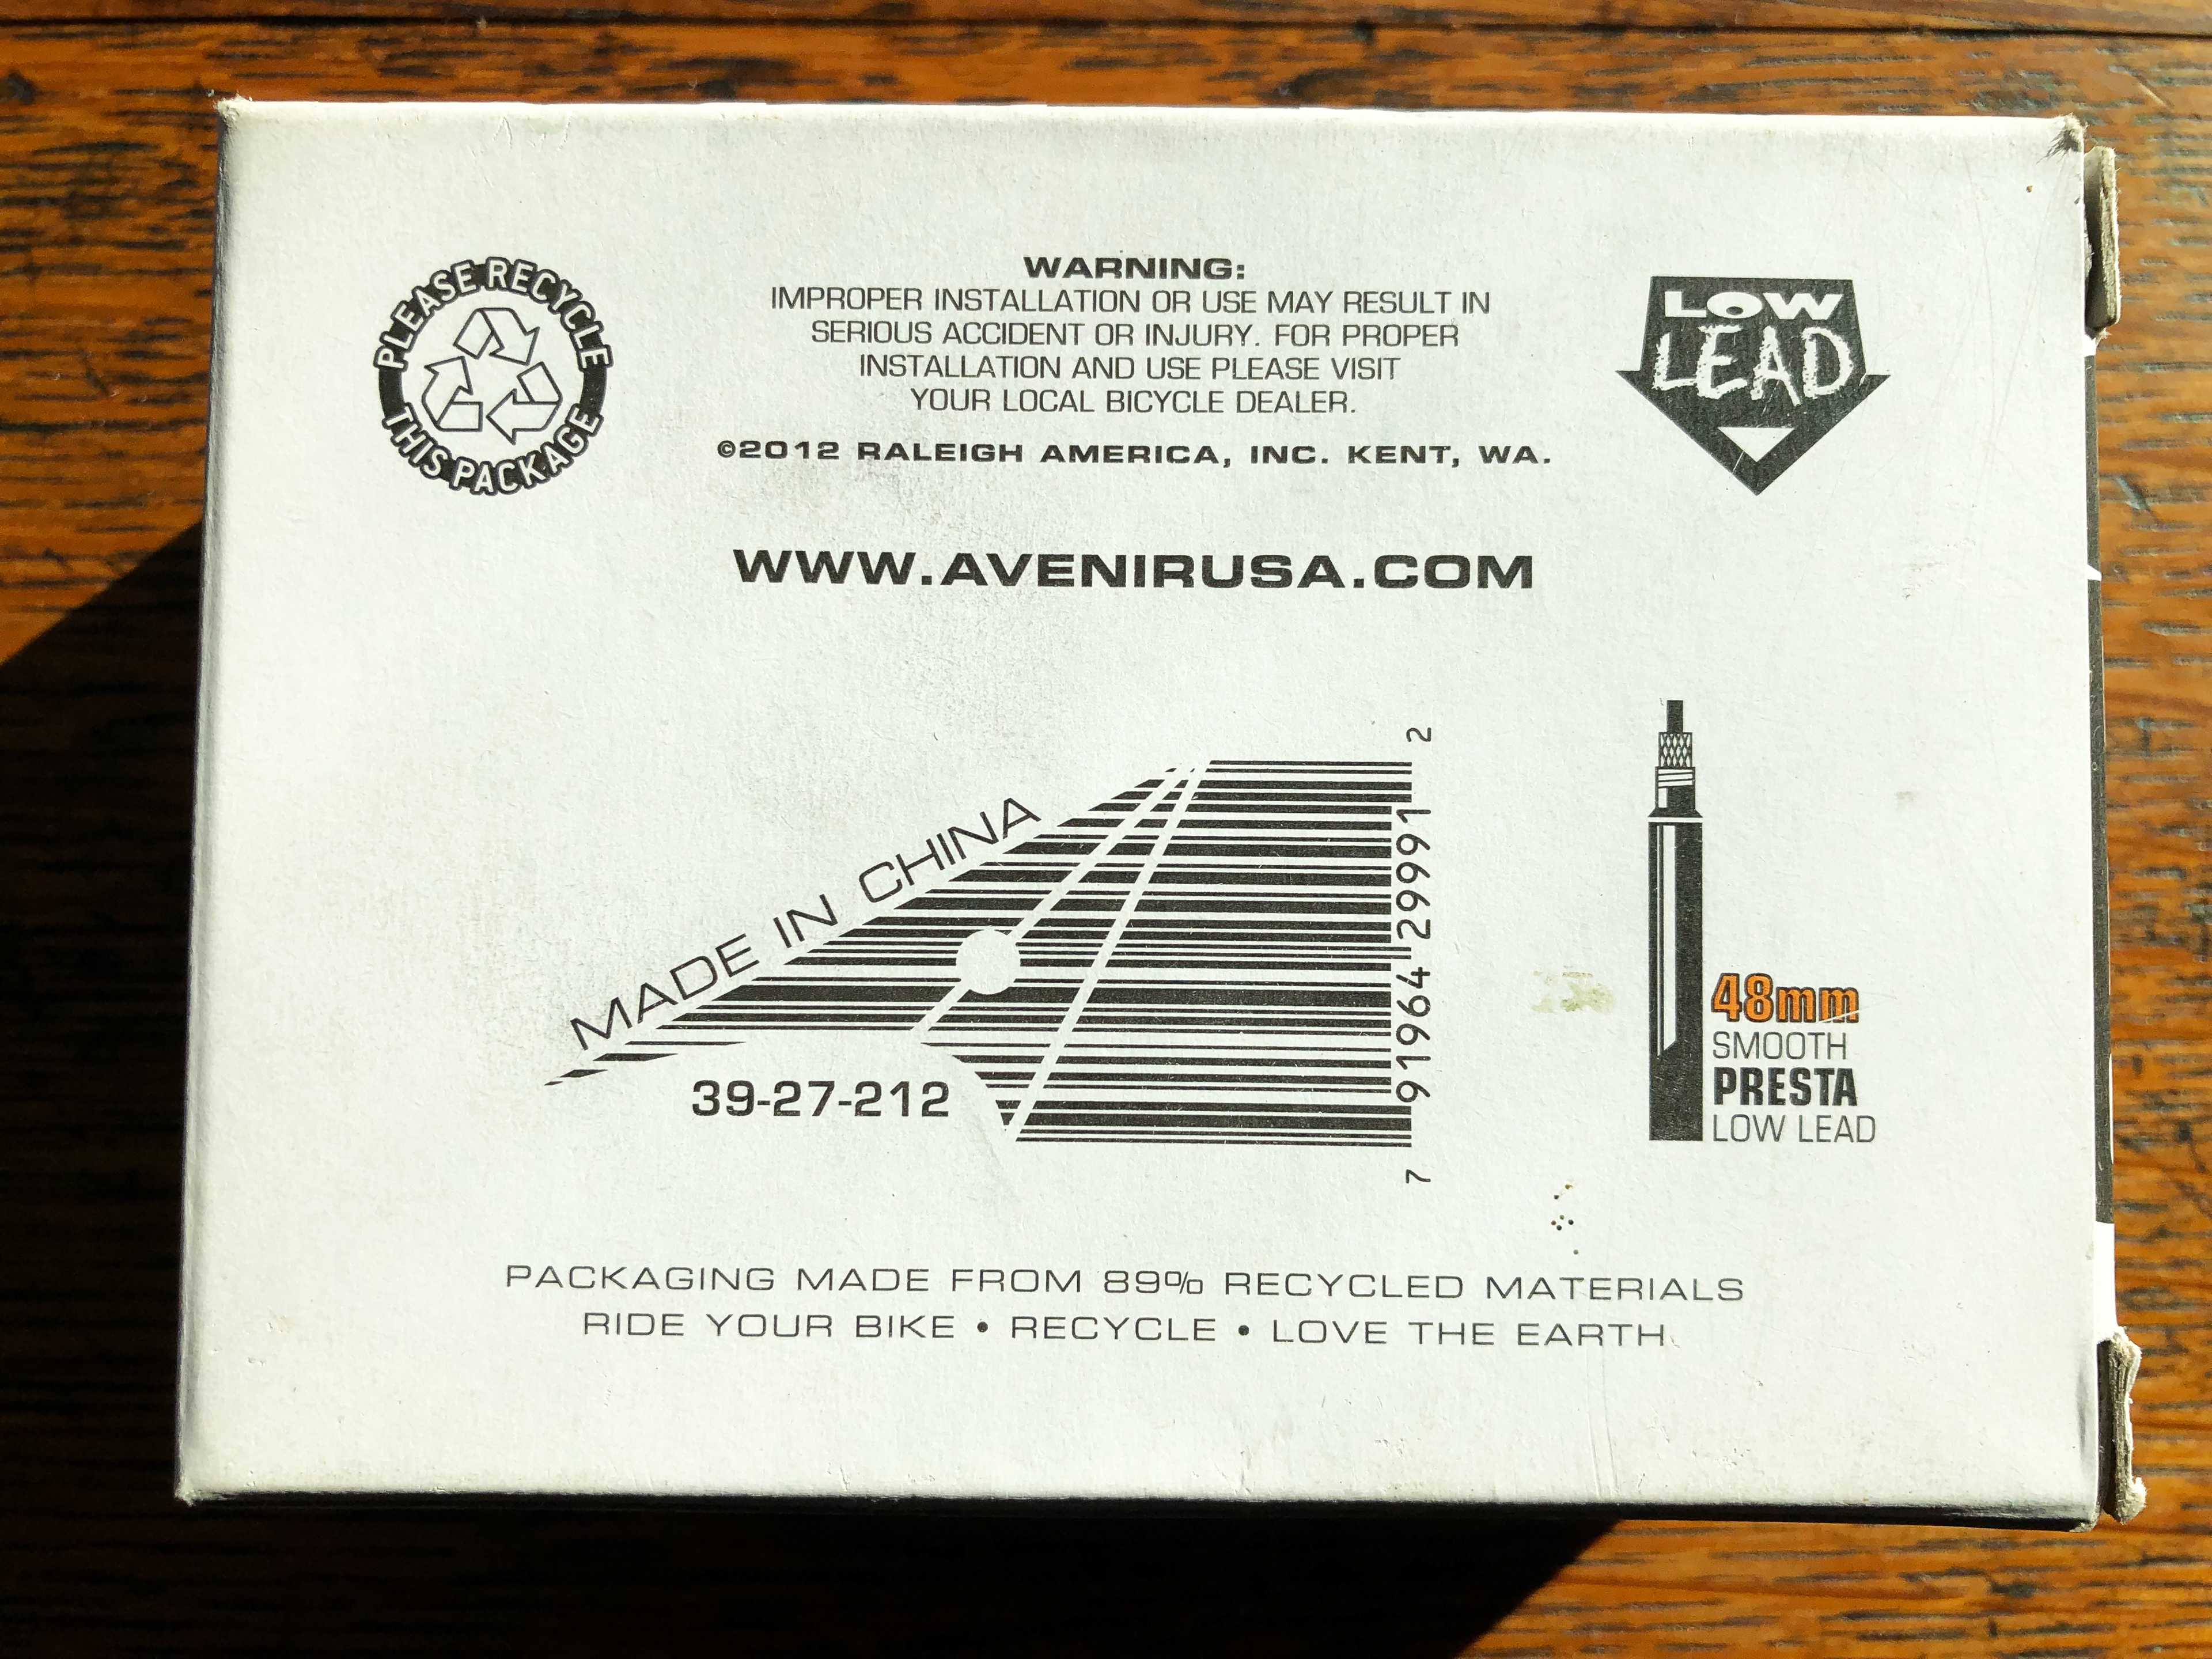 PLEASE RECYCLE
THIS PACKAGE
WARNING:
IMPROPER INSTALLATION OR USE MAY RESULT IN
SERIOUS ACCIDENT OR INJURY. FOR PROPER
INSTALLATION AND USE PLEASE VISIT
YOUR LOCAL BICYCLE DEALER.
©2012 RALEIGH AMERICA, INC. KENT, WA.
LOW
LEAD
WWW.AVENIRUSA.COM
MADE IN CHINA
39-27-212
7 91964 29991 2
48mm
SMOOTH
PRESTA
LOW LEAD
PACKAGING MADE FROM 89% RECYCLED MATERIALS
RIDE YOUR BIKE • RECYCLE • LOVE THE EARTH